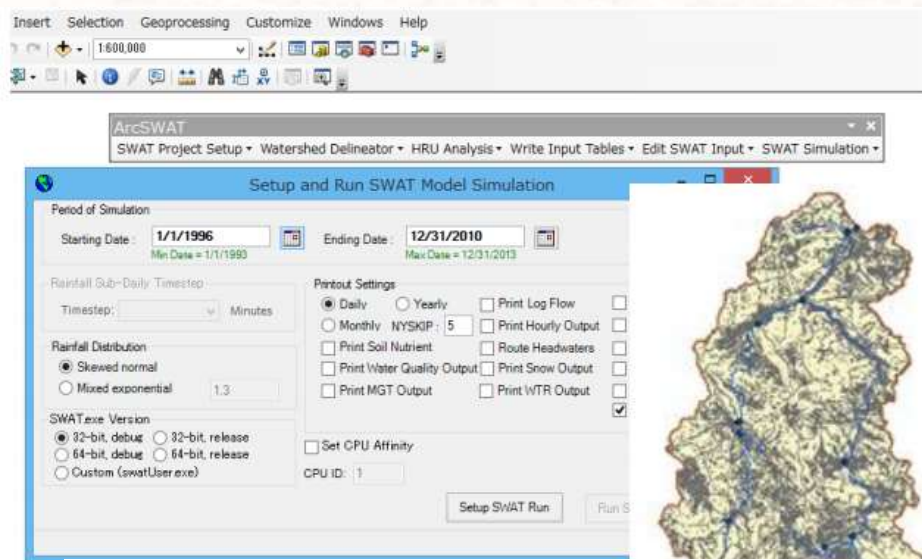 Insert Selection Geoprocessing Customize Windows Help
1:600,000
ArcSWAT
SWAT Project Setup Watershed Delineator HRU Analysis Write Input Tables Edit SWAT Input SWAT Simulation
Setup and Run SWAT Model Simulation
Period of Simulation
Starting Date : 1/1/1996 Ending Date : 12/31/2010
Min Date = 1/1/1993 Max Date = 12/31/2013
Rainfall Sub-Daily Timestep
Timestep: Minutes
Printout Settings
Daily Yearly Print Log Flow
Monthly NYSKIP : 5 Print Hourly Output
Print Soil Nutrient Route Headwaters
Print Water Quality Output Print Snow Output
Print MGT Output Print WTR Output
Rainfall Distribution
Skewed normal
Mixed exponential 1.3
SWAT.exe Version
32-bit, debug 32-bit, release
64-bit, debug 64-bit, release
Custom (swatUser.exe)
Set CPU Affinity
CPU ID: 1
Setup SWAT Run Run S